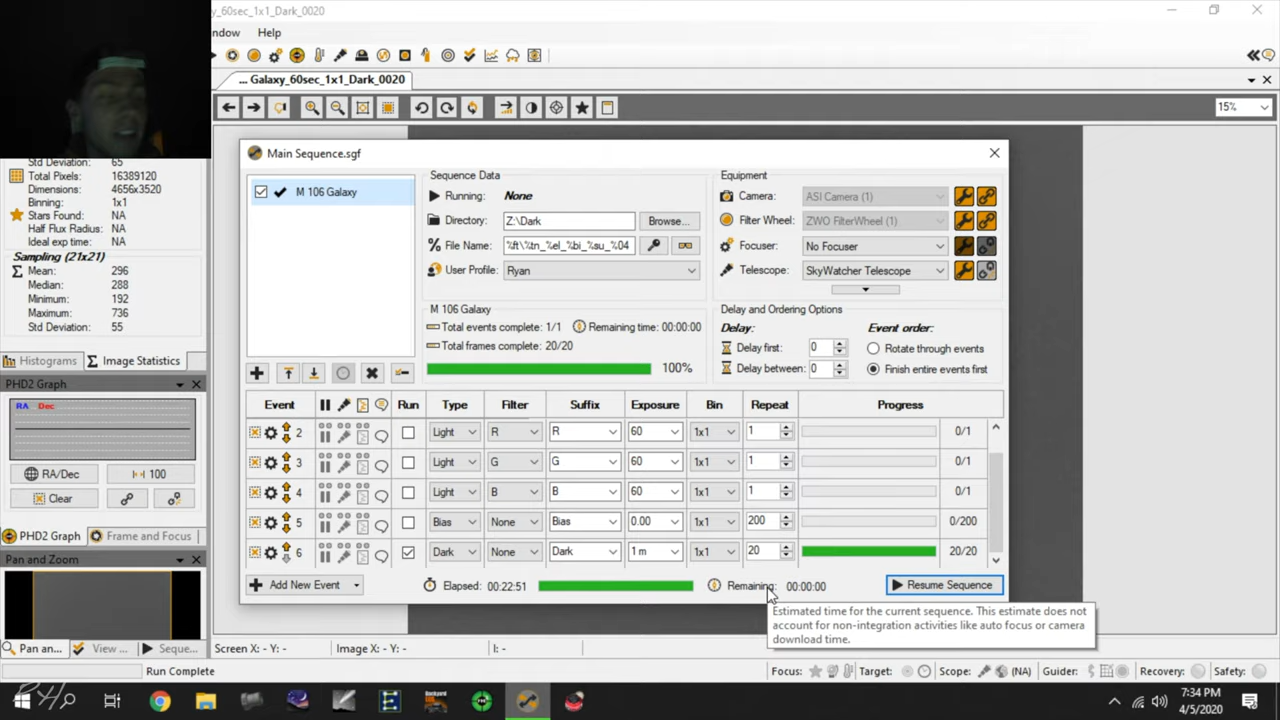 y_60sec_1x1_Dark_0020
ndow Help
... Galaxy_60sec_1x1_Dark_0020
15%
Std Deviation: 65
Total Pixels: 16389120
Dimensions: 4656x3520
Binning: 1x1
Stars Found: NA
Half Flux Radius: NA
Ideal exp time: NA
Sampling (21x21)
Mean: 296
Median: 288
Minimum: 192
Maximum: 736
Std Deviation: 55
Histograms Image Statistics
PHD2 Graph
RA Dec
RA/Dec 100
Clear
PHD2 Graph Frame and Focus
Pan and Zoom
Pan an... View ... Seque...
Main Sequence.sgf
M 106 Galaxy
Sequence Data
Running: None
Directory: Z:\Dark Browse...
File Name: %ft\%tn_%el_%bi_%su_%04
User Profile: Ryan
Equipment
Camera: ASI Camera (1)
Filter Wheel: ZWO FilterWheel (1)
Focuser: No Focuser
Telescope: SkyWatcher Telescope
M 106 Galaxy
Total events complete: 1/1 Remaining time: 00:00:00
Total frames complete: 20/20
100%
Delay and Ordering Options
Delay: Event order:
Delay first: 0 Rotate through events
Delay between: 0 Finish entire events first
Event Run Type Filter Suffix Exposure Bin Repeat Progress
2 Light R R 60 1x1 1 0/1
3 Light G G 60 1x1 1 0/1
4 Light B B 60 1x1 1 0/1
5 Bias None Bias 0.00 1x1 200 0/200
6 Dark None Dark 1 m 1x1 20 20/20
Add New Event Elapsed: 00:22:51 Remaining: 00:00:00 Resume Sequence
Estimated time for the current sequence. This estimate does not
account for non-integration activities like auto focus or camera
download time.
Screen X: - Y: - Image X: - Y: - I: -
Run Complete
Focus: Target: Scope: (NA) Guider: Recovery: Safety:
7:34 PM
4/5/2020